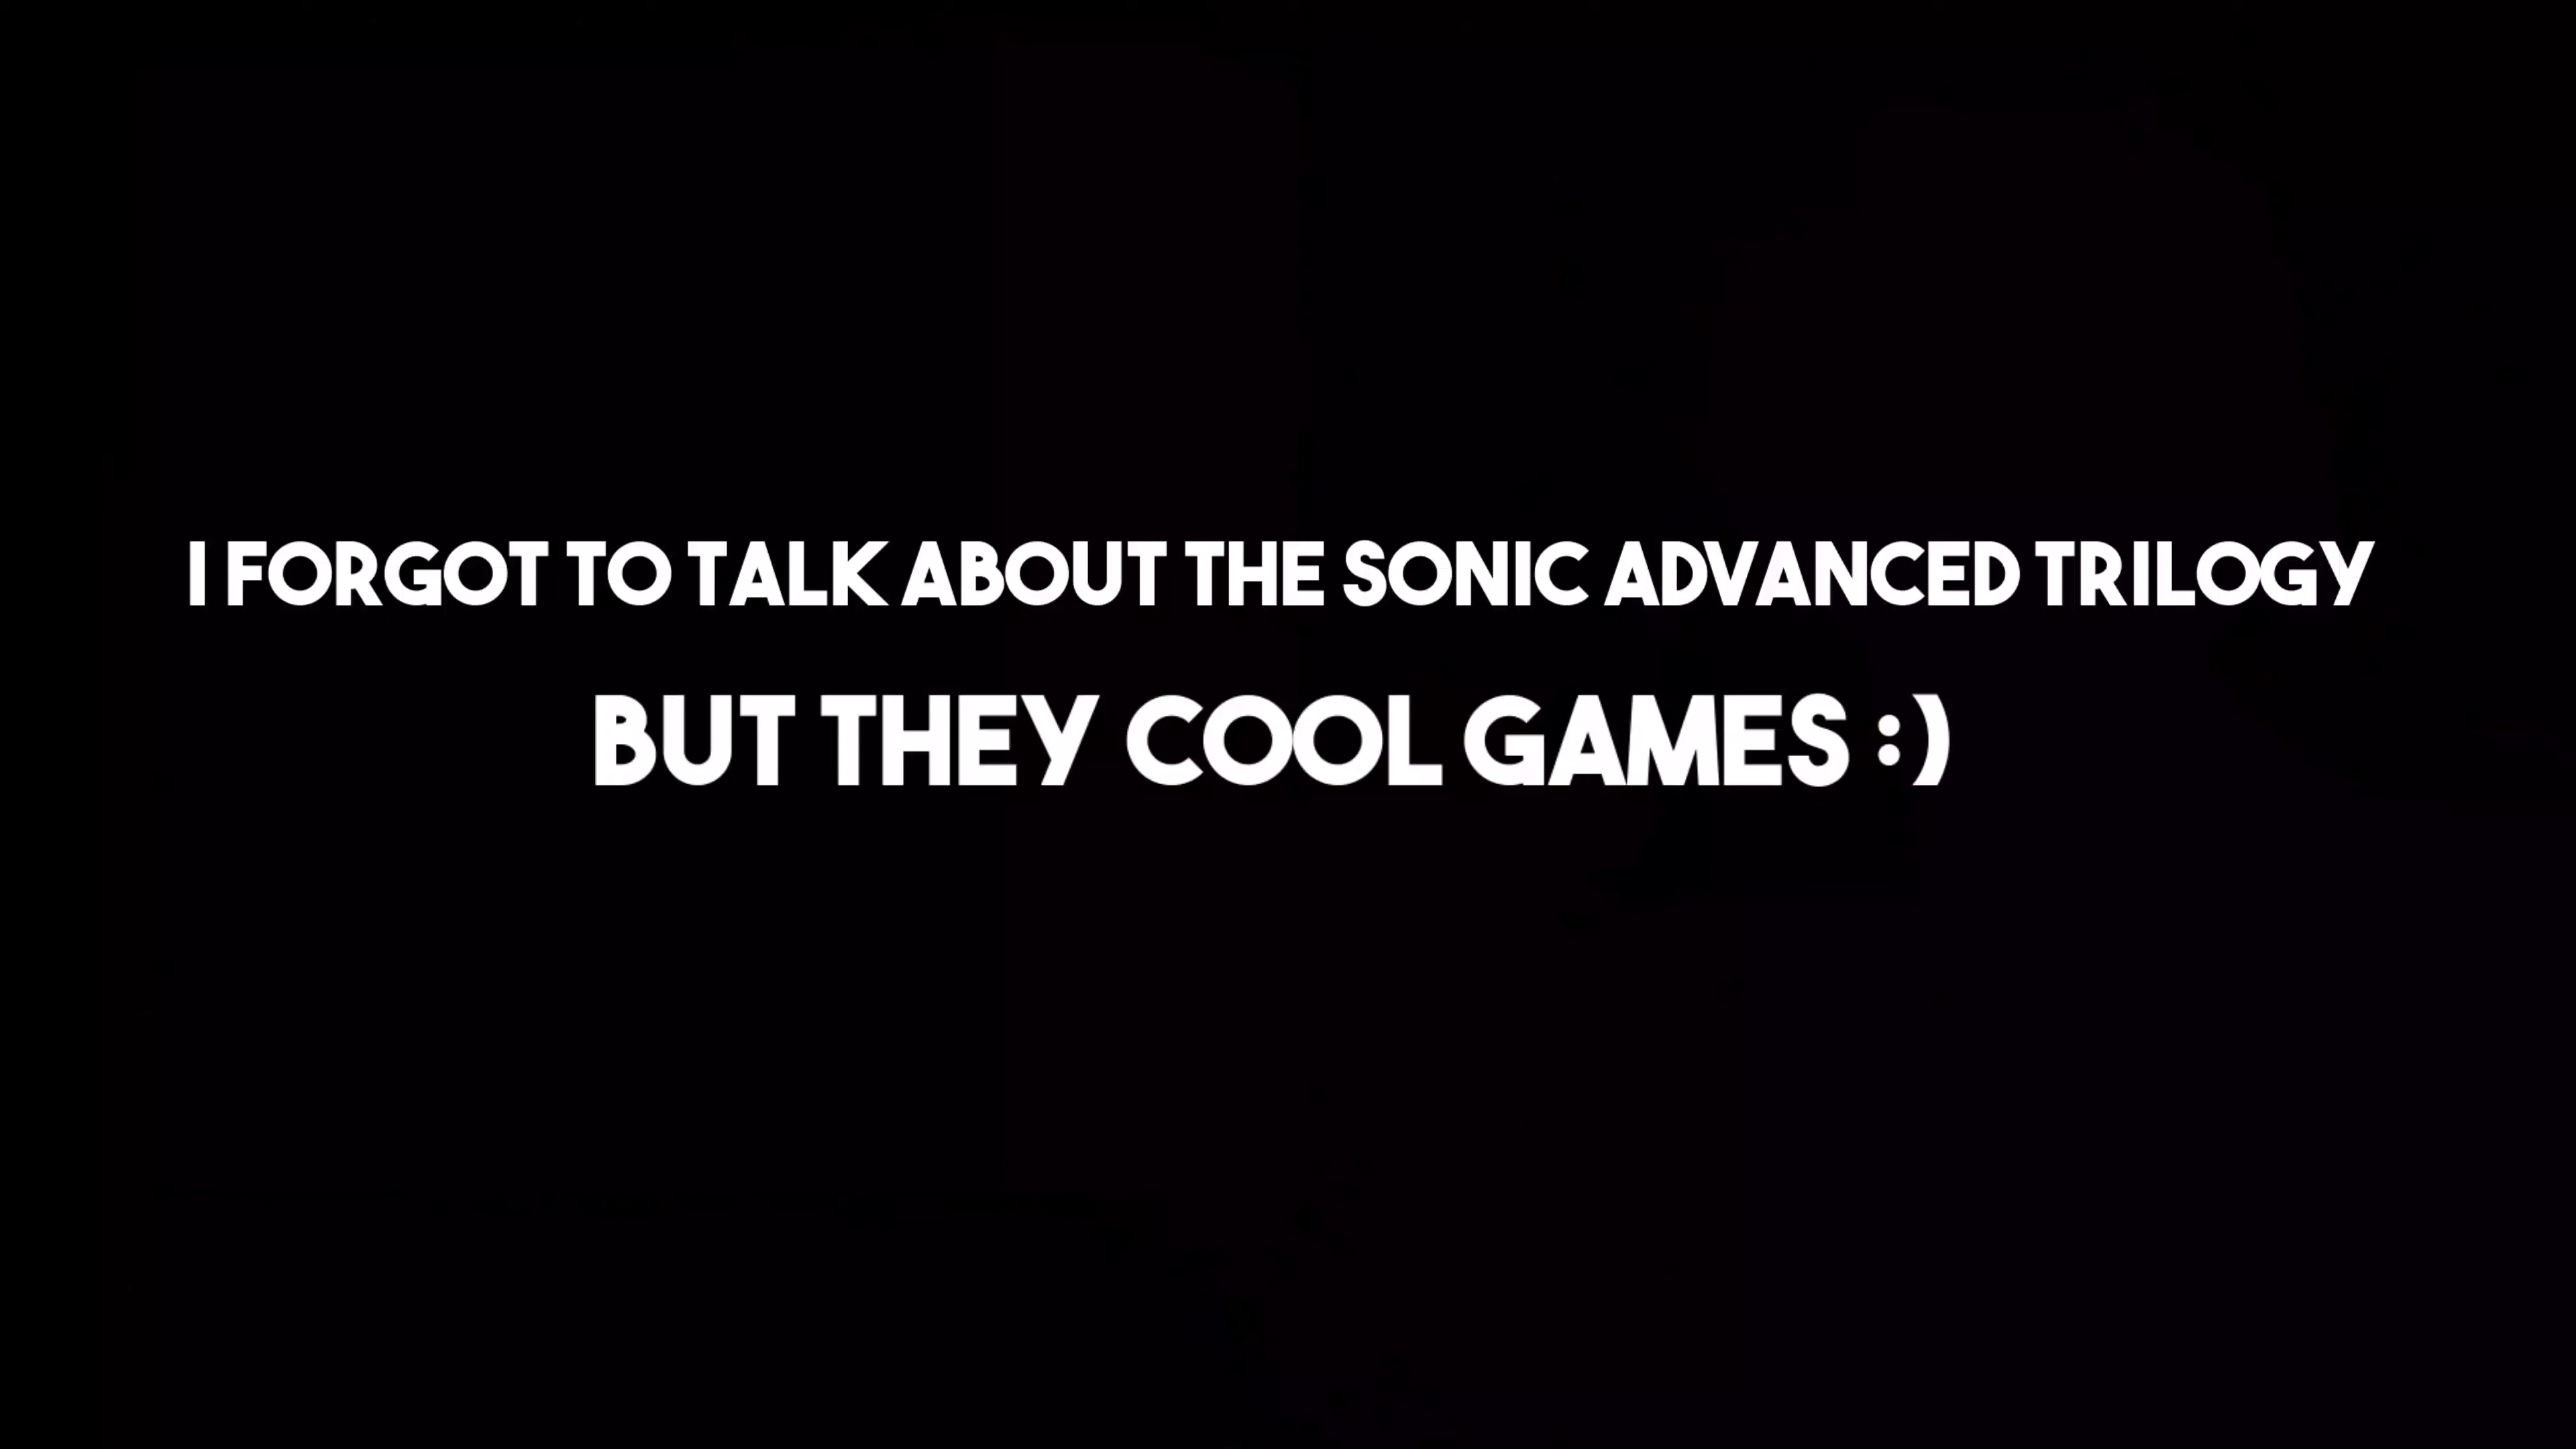 I FORGOT TO TALK ABOUT THE SONIC ADVANCED TRILOGY
BUT THEY COOL GAMES :)